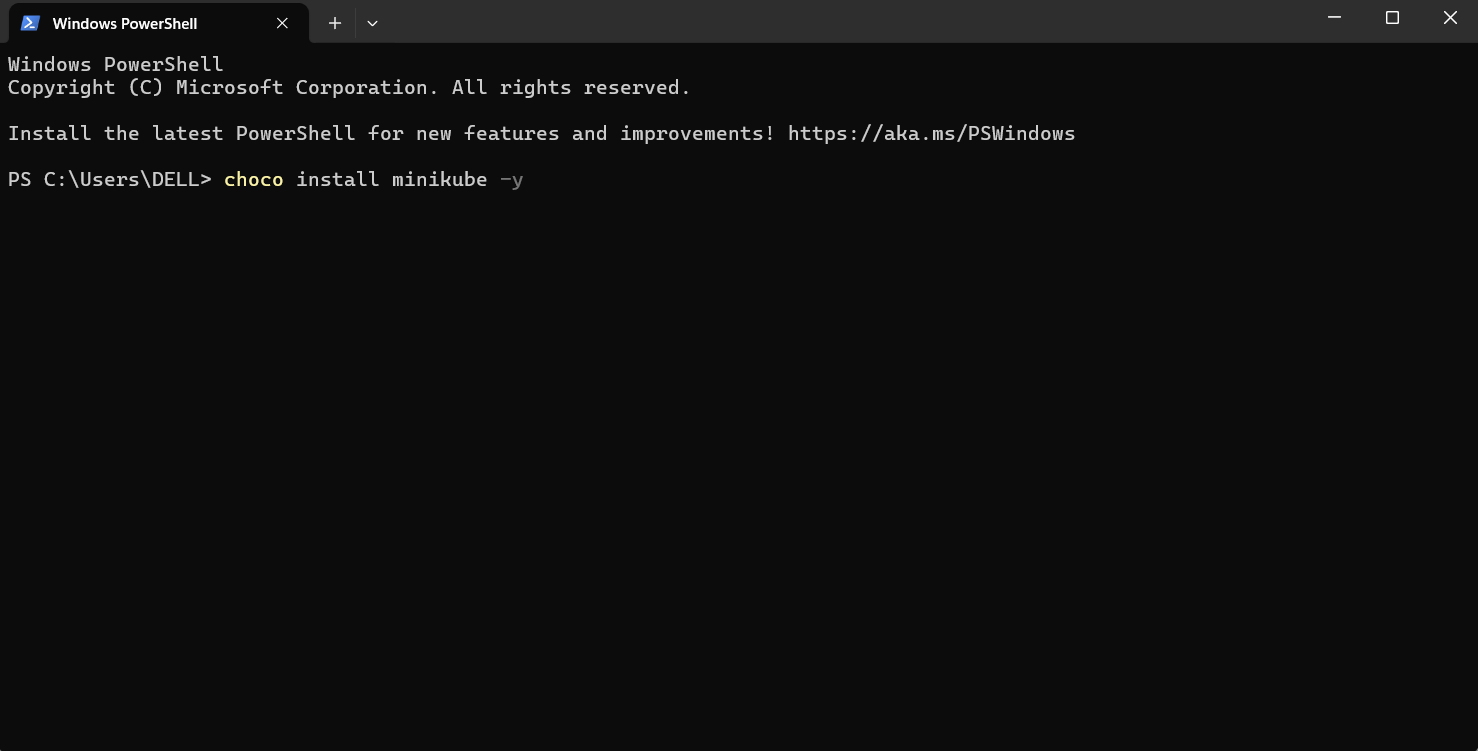 Windows PowerShell
Windows PowerShell
Copyright (C) Microsoft Corporation. All rights reserved.
Install the latest PowerShell for new features and improvements! https://aka.ms/PSWindows
PS C:\Users\DELL> choco install minikube -y